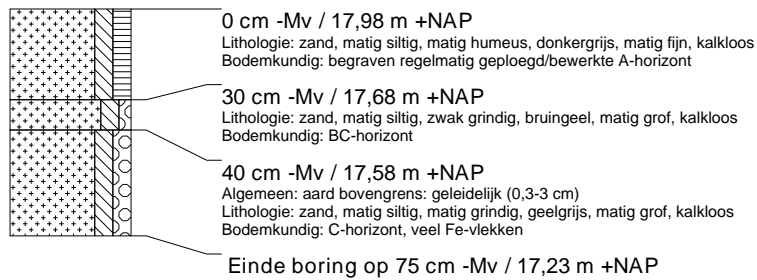 0 cm -Mv / 17,98 m +NAP
Lithologie: zand, matig siltig, matig humeus, donkergrijs, matig fijn, kalkloos
Bodemkundig: begraven regelmatig geploegd/bewerkte A-horizont
30 cm -Mv / 17,68 m +NAP
Lithologie: zand, matig siltig, zwak grindig, bruingeel, matig grof, kalkloos
Bodemkundig: BC-horizont
40 cm -Mv / 17,58 m +NAP
Algemeen: aard bovengrens: geleidelijk (0,3-3 cm)
Lithologie: zand, matig siltig, matig grindig, geelgrijs, matig grof, kalkloos
Bodemkundig: C-horizont, veel Fe-vlekken
Einde boring op 75 cm -Mv / 17,23 m +NAP